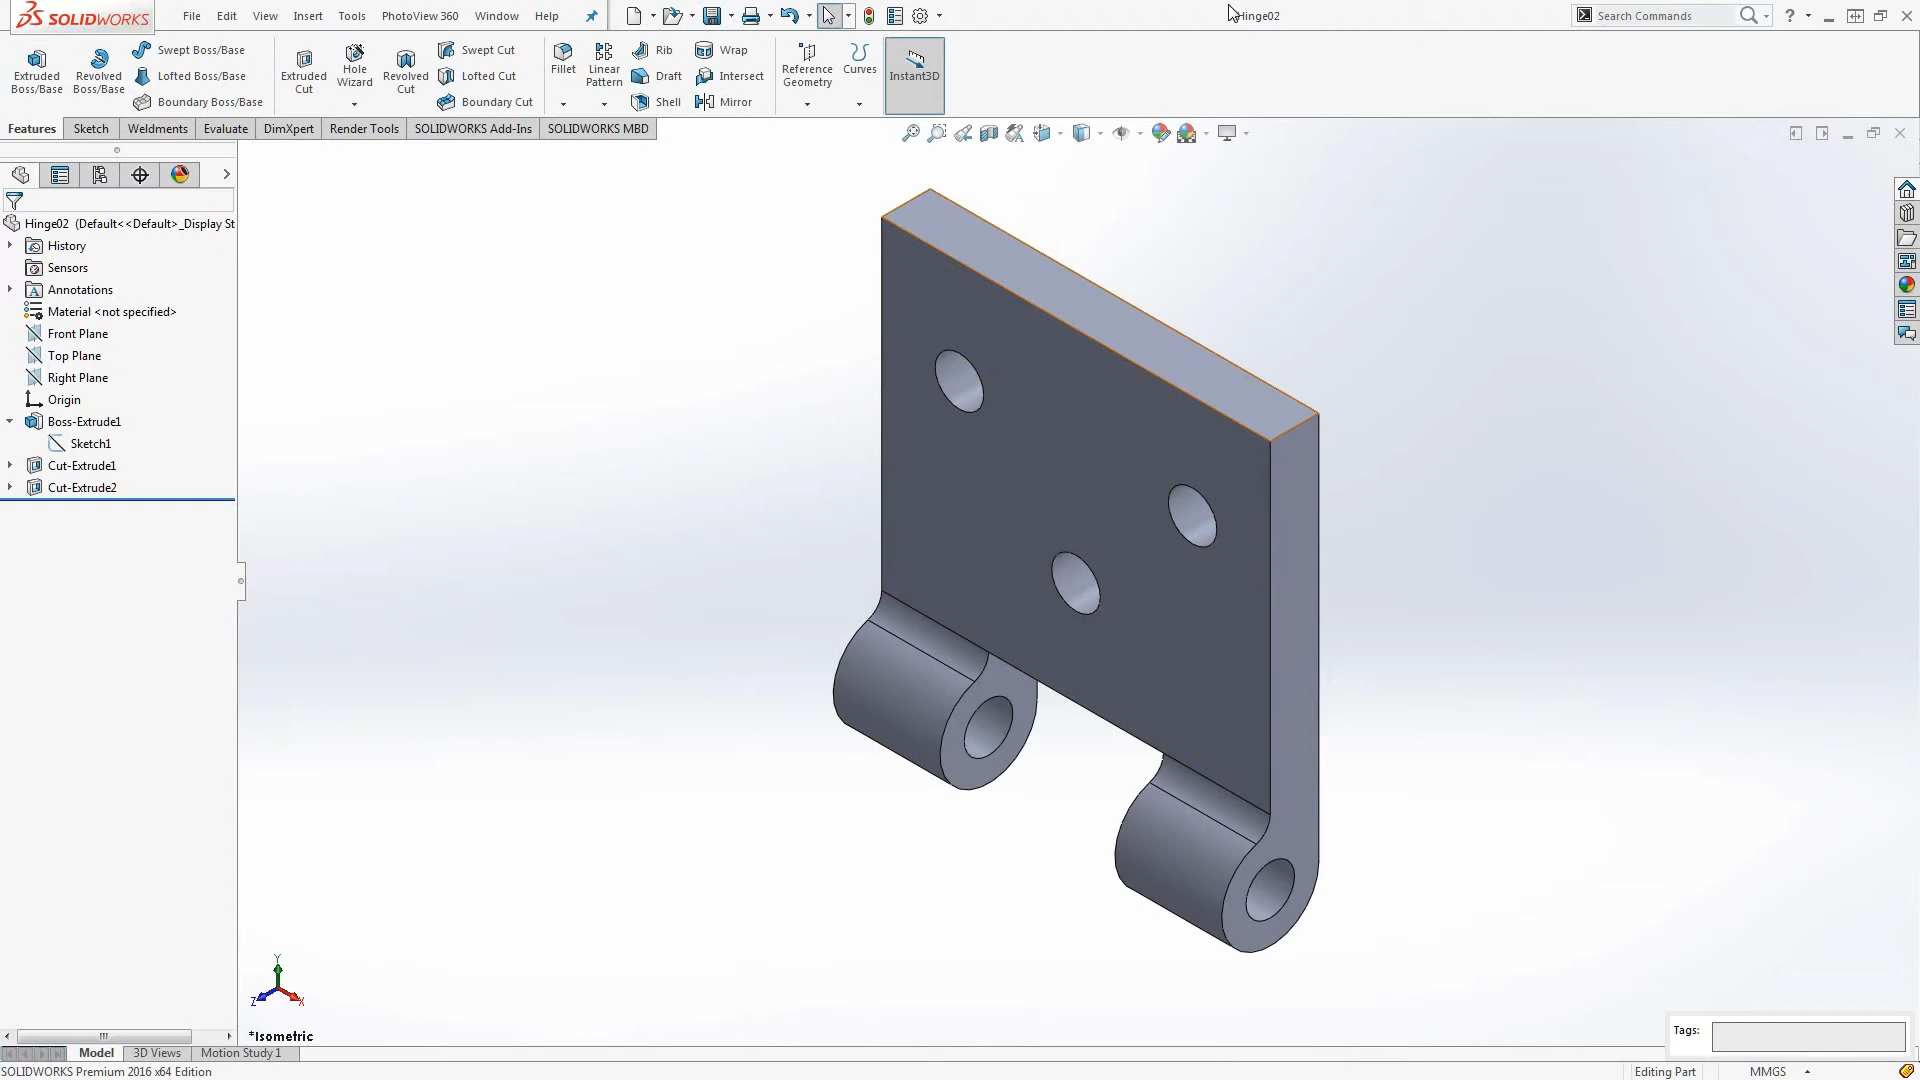 SOLIDWORKS File Edit View Insert Tools PhotoView 360 Window Help Hinge02 Search Commands ?
Extruded Boss/Base
Revolved Boss/Base
Swept Boss/Base
Lofted Boss/Base
Boundary Boss/Base
Extruded Cut
Hole Wizard
Revolved Cut
Swept Cut
Lofted Cut
Boundary Cut
Fillet
Linear Pattern
Rib
Draft
Shell
Wrap
Intersect
Mirror
Reference Geometry
Curves
Instant3D
Features Sketch Weldments Evaluate DimXpert Render Tools SOLIDWORKS Add-Ins SOLIDWORKS MBD
Hinge02 (Default<<Default>_Display St
History
Sensors
Annotations
Material <not specified>
Front Plane
Top Plane
Right Plane
Origin
Boss-Extrude1
Sketch1
Cut-Extrude1
Cut-Extrude2
Y
Z X
*Isometric
Tags:
Model 3D Views Motion Study 1
SOLIDWORKS Premium 2016 x64 Edition Editing Part MMGS